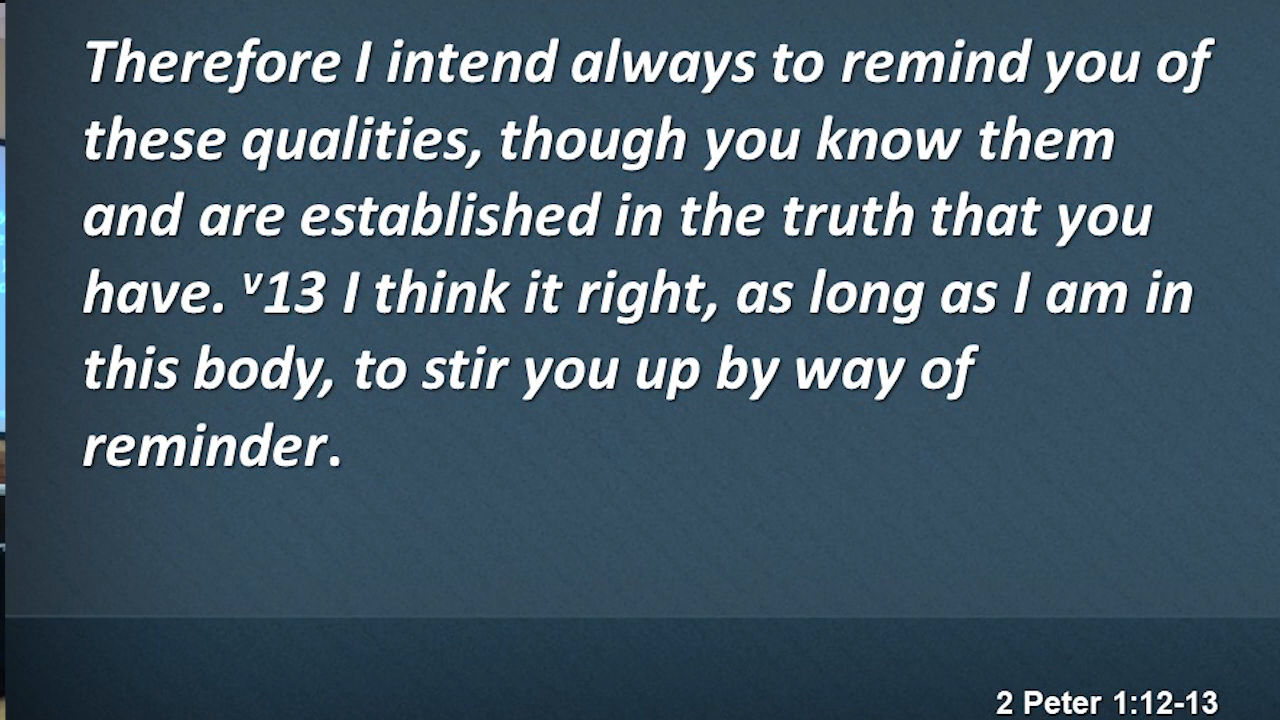 Therefore I intend always to remind you of
these qualities, though you know them
and are established in the truth that you
have. v13 I think it right, as long as I am in
this body, to stir you up by way of
reminder.
2 Peter 1:12-13